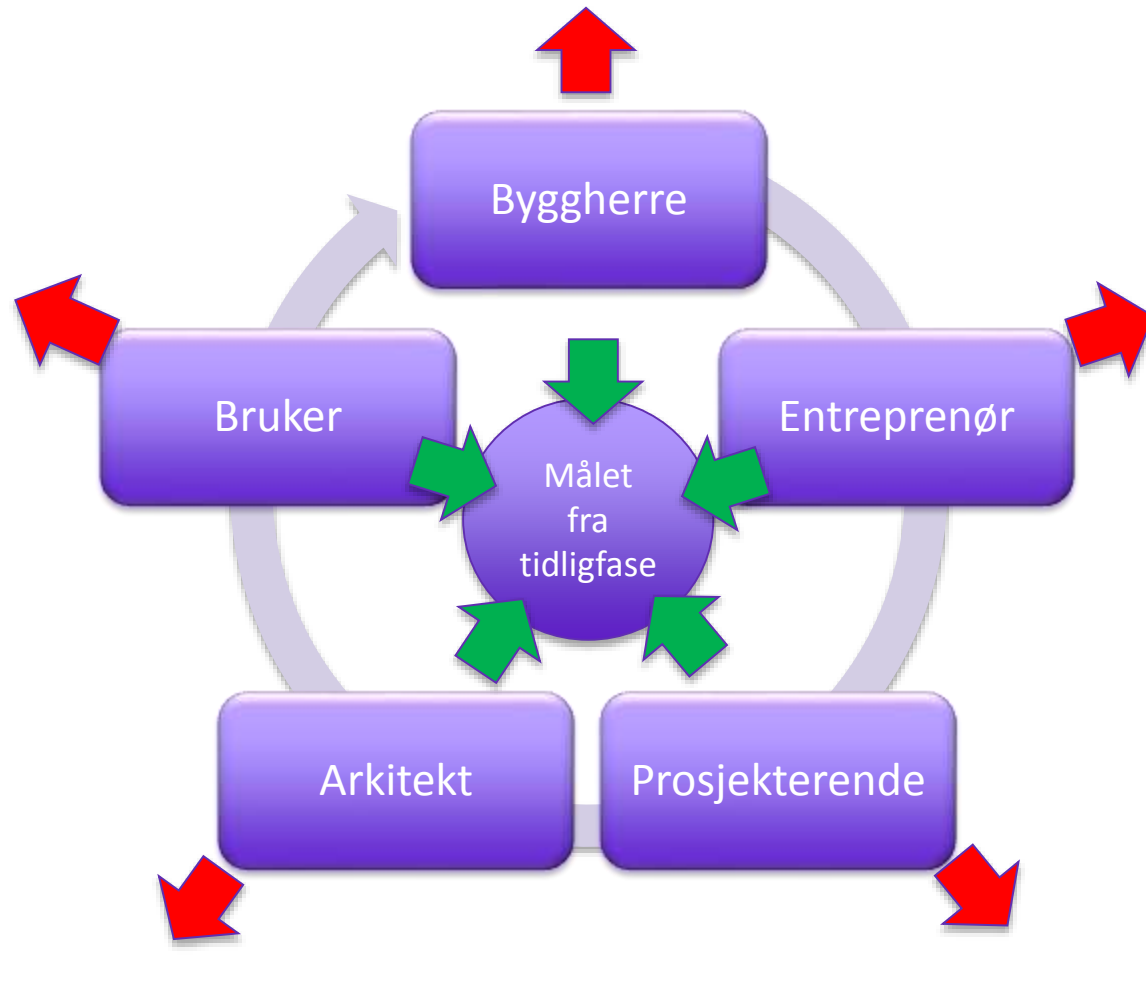 Byggherre
Bruker
Entreprenør
Målet
fra
tidligfase
Arkitekt
Prosjekterende